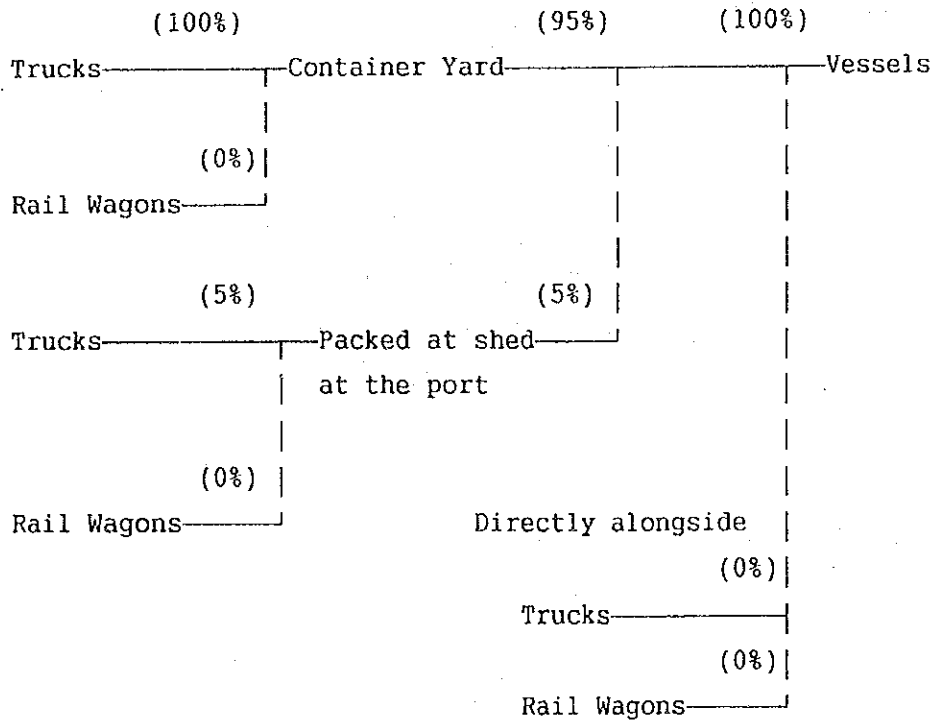 (100%) (95%) (100%)
Trucks Container Yard Vessels
(0%)
Rail Wagons
(5%) (5%)
Trucks Packed at shed
at the port
(0%)
Rail Wagons Directly alongside
(0%)
Trucks
(0%)
Rail Wagons